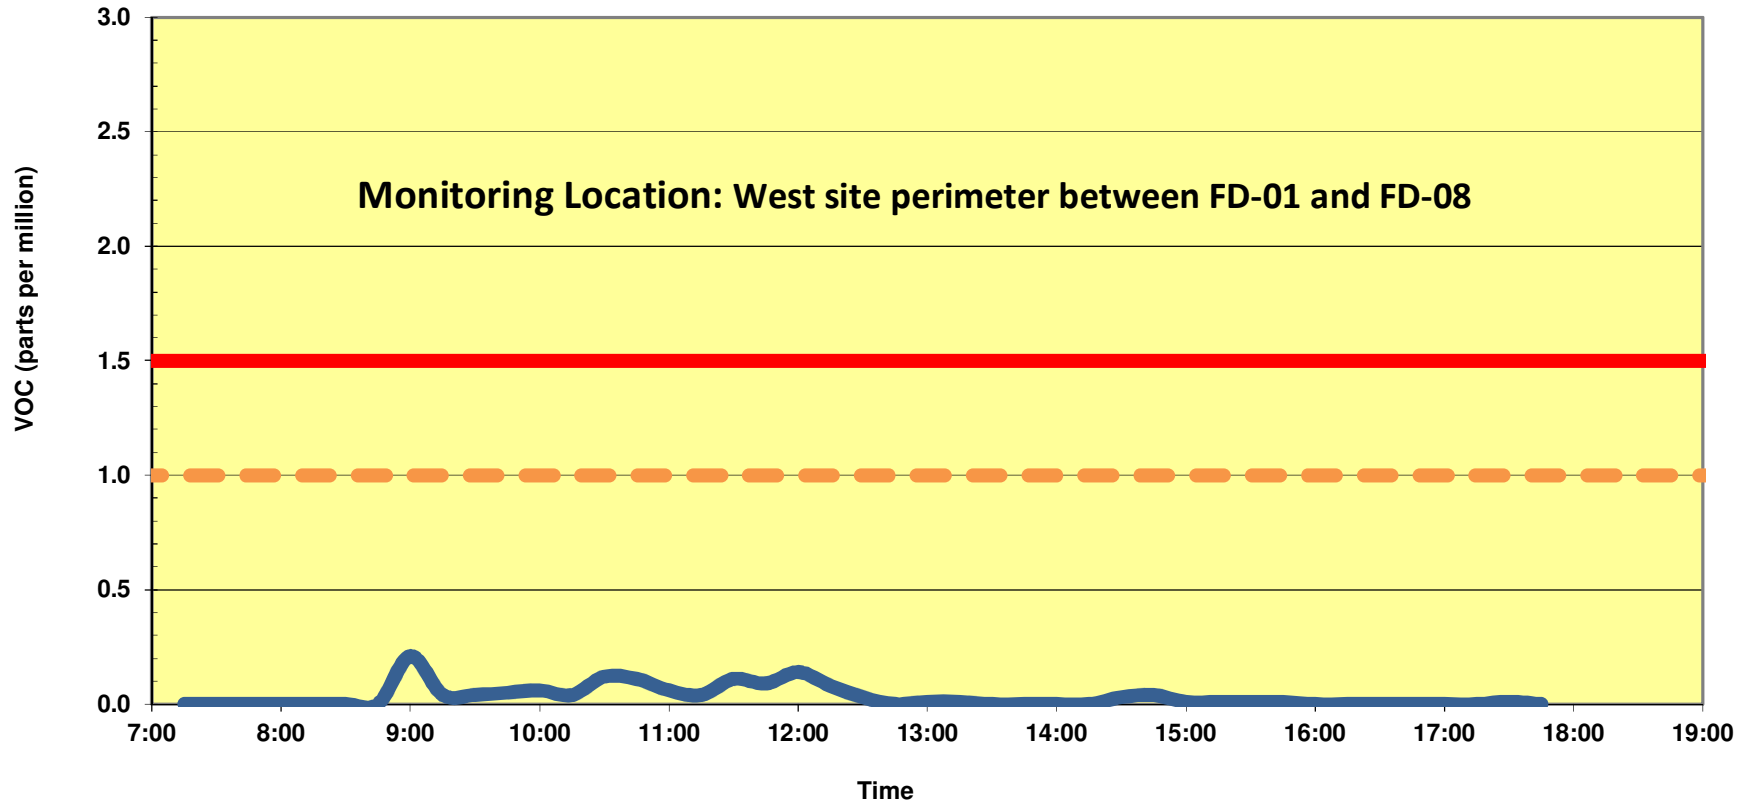 3.0
2.5
2.0
1.5
1.0
0.5
0.0
VOC (parts per million)
Monitoring Location: West site perimeter between FD-01 and FD-08
7:00 8:00 9:00 10:00 11:00 12:00 13:00 14:00 15:00 16:00 17:00 18:00 19:00
Time